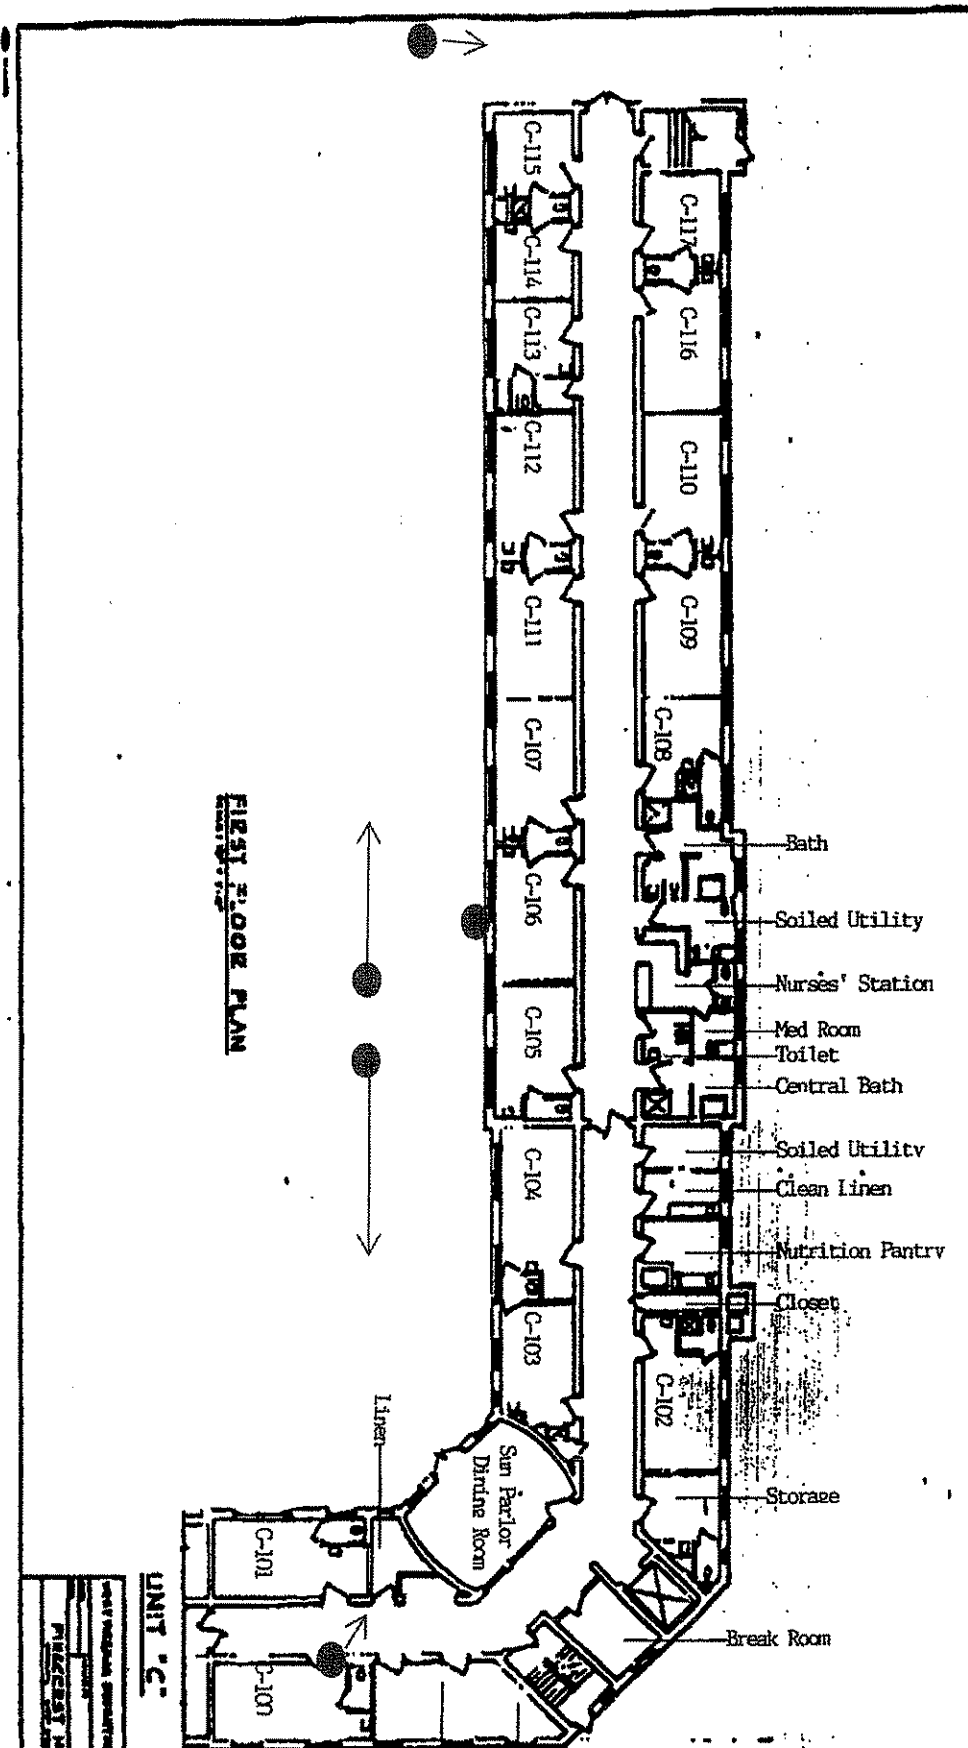 C-115
C-117
C-114
C-113
C-116
C-112
C-110
C-111
C-109
C-107
C-108
Bath
C-106
Soiled Utility
Nurses' Station
C-105
Med Room
Toilet
Central Bath
C-104
Soiled Utility
Clean Linen
Nutrition Pantry
Closet
C-103
C-102
Linen
Sun Parlor
Dining Room
Storage
C-101
Break Room
C-100
FIRST FLOOR PLAN
UNIT "C"